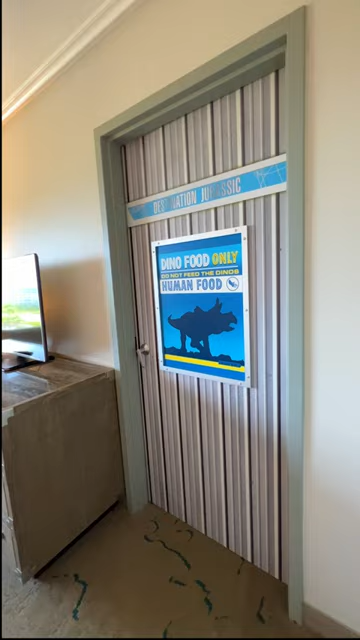 DESTINATION JURASSIC
DINO FOOD ONLY
DO NOT FEED THE DINOS
HUMAN FOOD